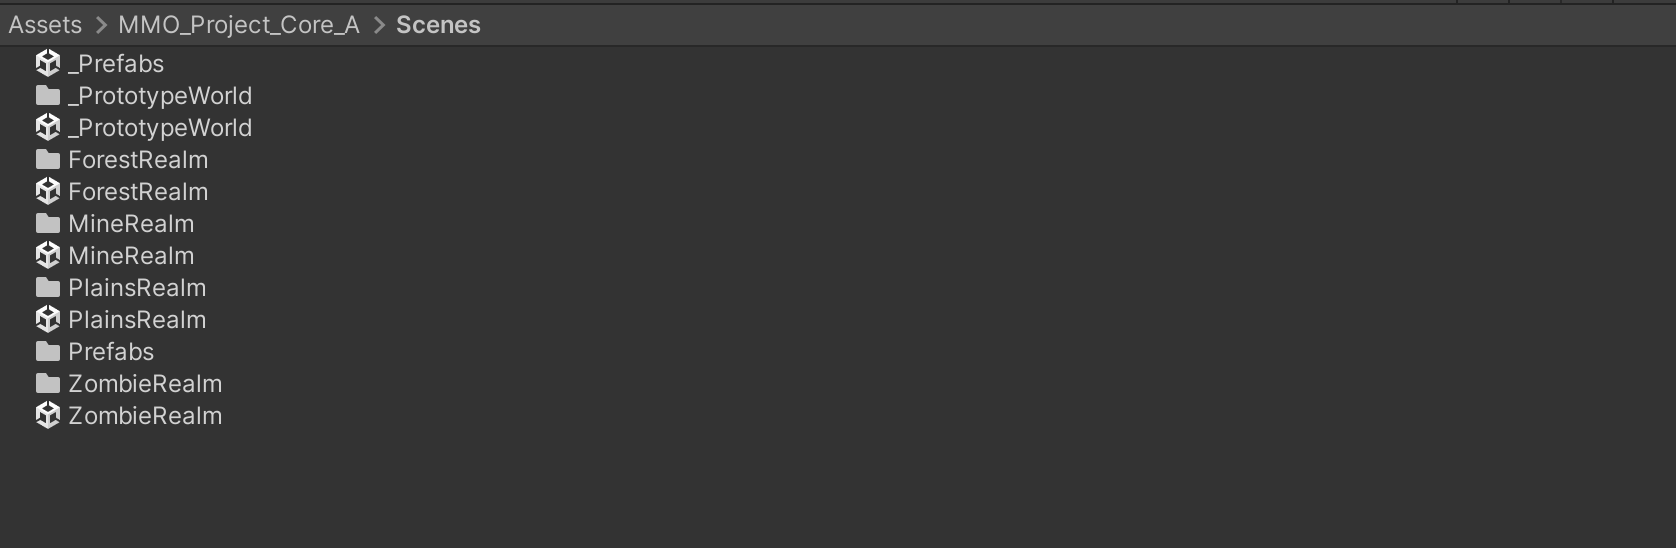 Assets > MMO_Project_Core_A > Scenes
_Prefabs
_PrototypeWorld
_PrototypeWorld
ForestRealm
ForestRealm
MineRealm
MineRealm
PlainsRealm
PlainsRealm
Prefabs
ZombieRealm
ZombieRealm